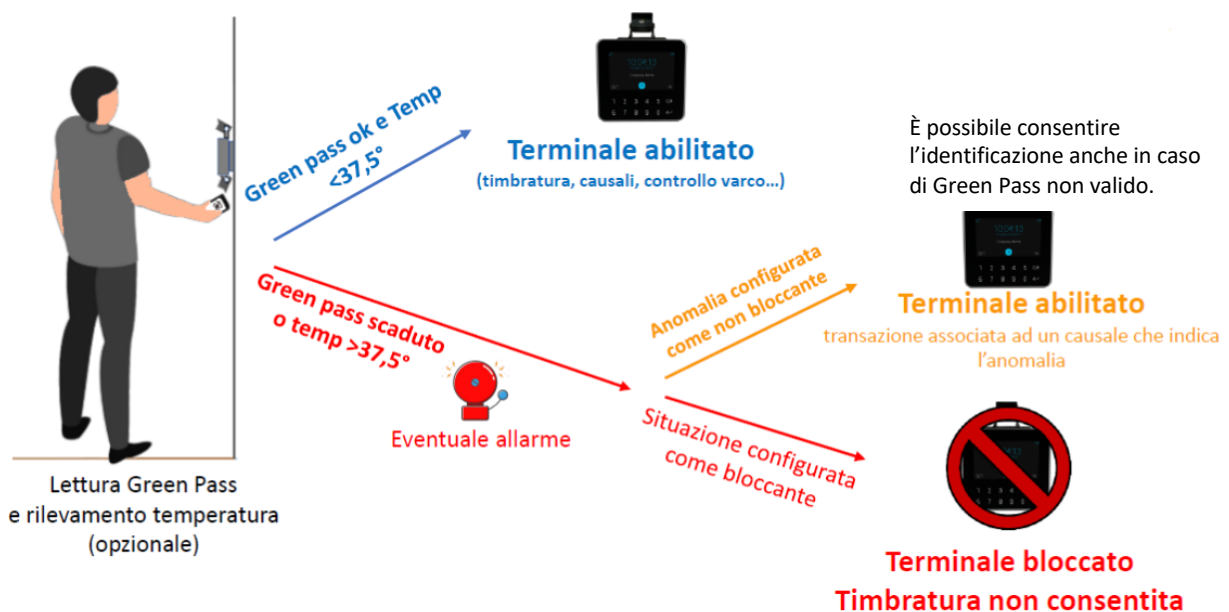 Green pass ok e Temp
<37,5°
Terminale abilitato
(timbratura, causali, controllo varco...)
È possibile consentire
l’identificazione anche in caso
di Green Pass non valido.
Green pass scaduto
o temp >37,5°
Eventuale allarme
Anomalia configurata
come non bloccante
Terminale abilitato
transazione associata ad un causale che indica
l’anomalia
Situazione configurata
come bloccante
Terminale bloccato
Timbratura non consentita
Lettura Green Pass
e rilevamento temperatura
(opzionale)